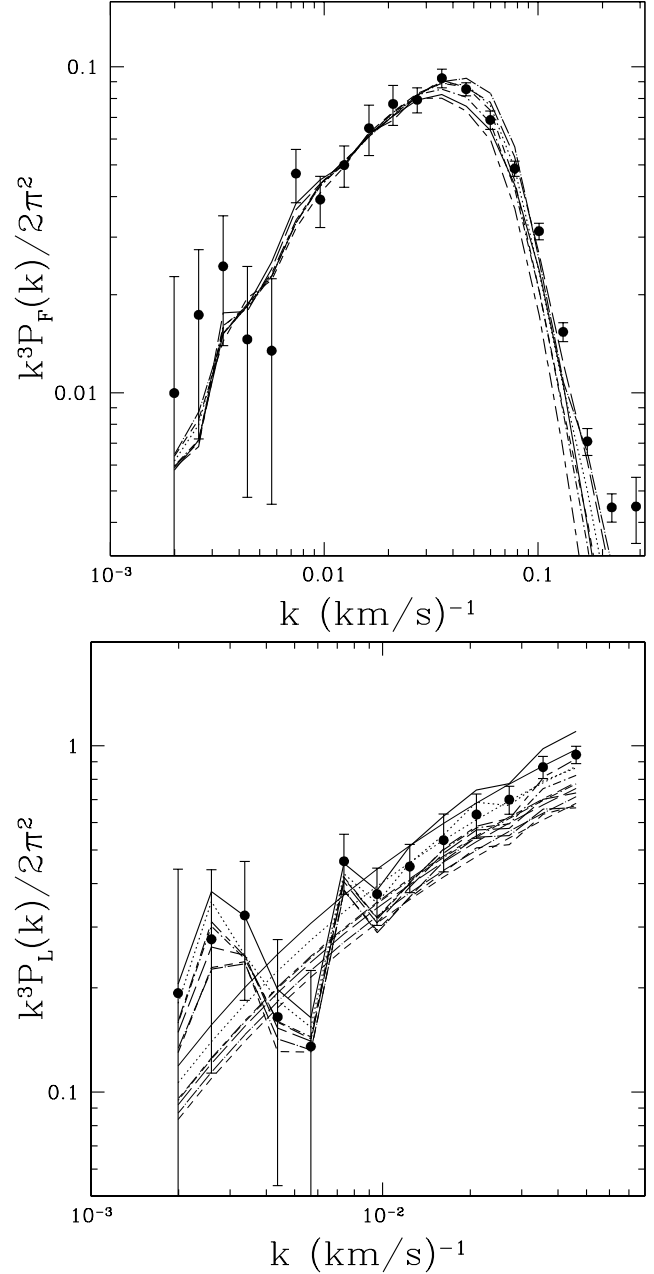 0.1
0.01
k³P_F(k)/2π²
10⁻³ 0.01 0.1
k (km/s)⁻¹
1
0.1
k³P_L(k)/2π²
10⁻³ 10⁻²
k (km/s)⁻¹